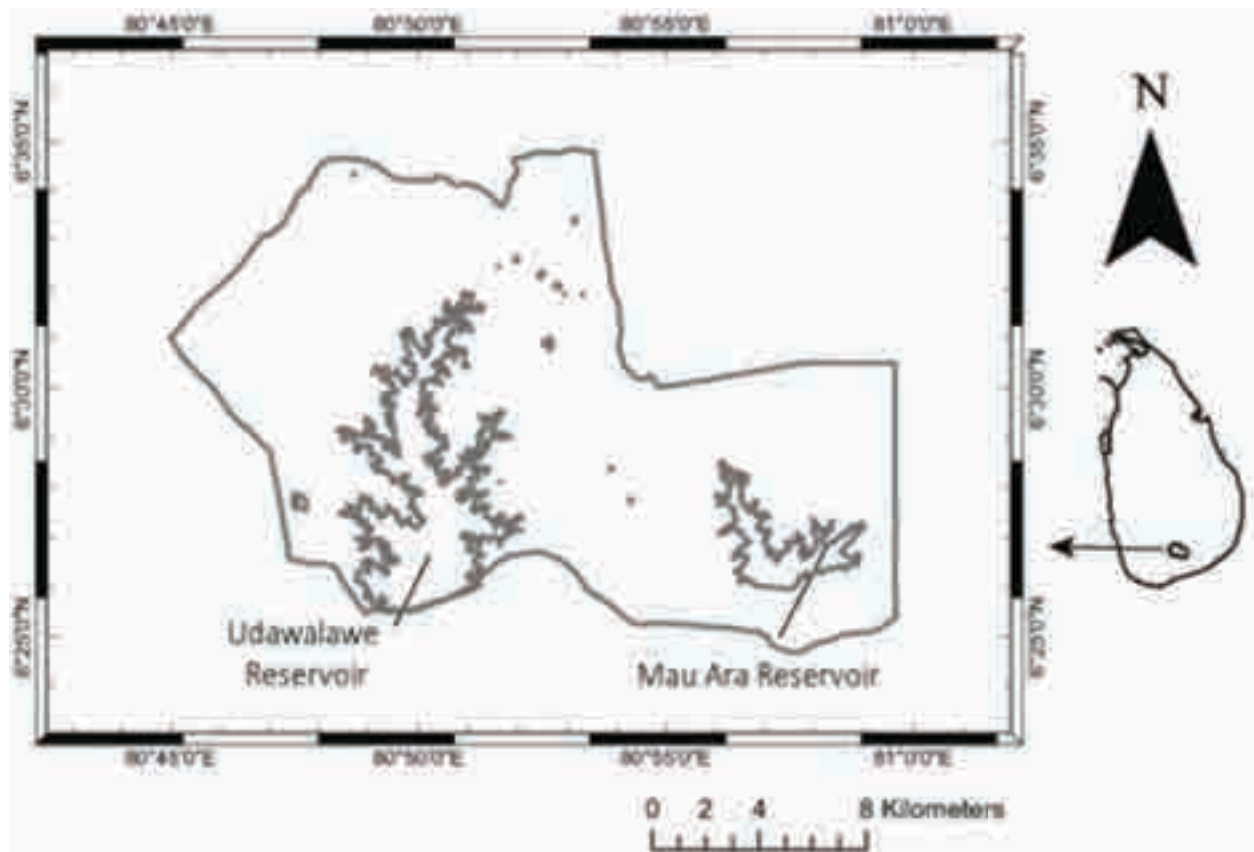 80°45'0"E 80°50'0"E 80°55'0"E 81°0'0"E
N
6°35'0"N 6°35'0"N
6°30'0"N 6°30'0"N
Udawalawe
Reservoir
Mau Ara Reservoir
6°25'0"N 6°25'0"N
80°45'0"E 80°50'0"E 80°55'0"E 81°0'0"E
0 2 4 8 Kilometers